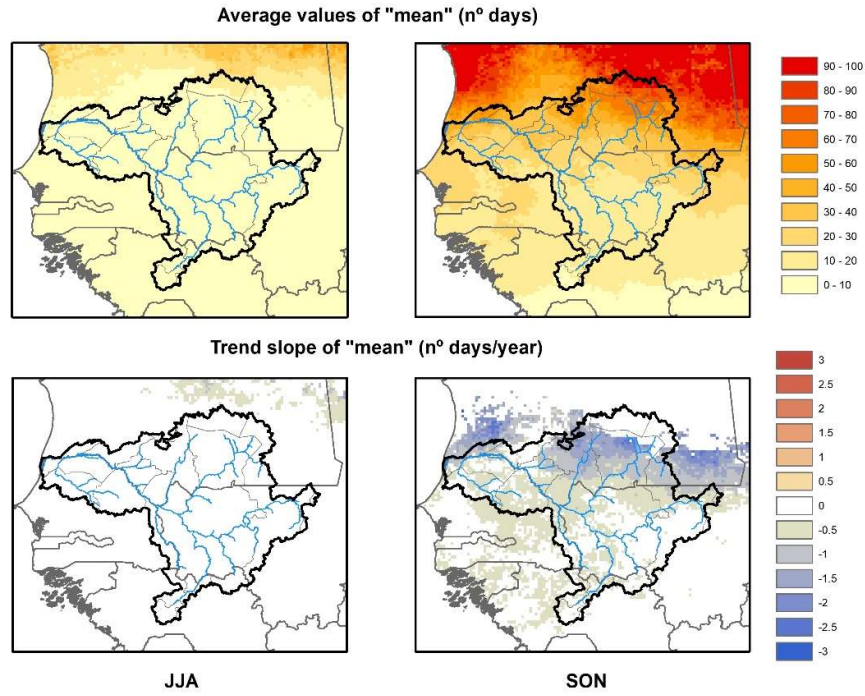 Average values of "mean" (nº days)
90 - 100
80 - 90
70 - 80
60 - 70
50 - 60
40 - 50
30 - 40
20 - 30
10 - 20
0 - 10
Trend slope of "mean" (nº days/year)
3
2.5
2
1.5
1
0.5
0
-0.5
-1
-1.5
-2
-2.5
-3
JJA
SON